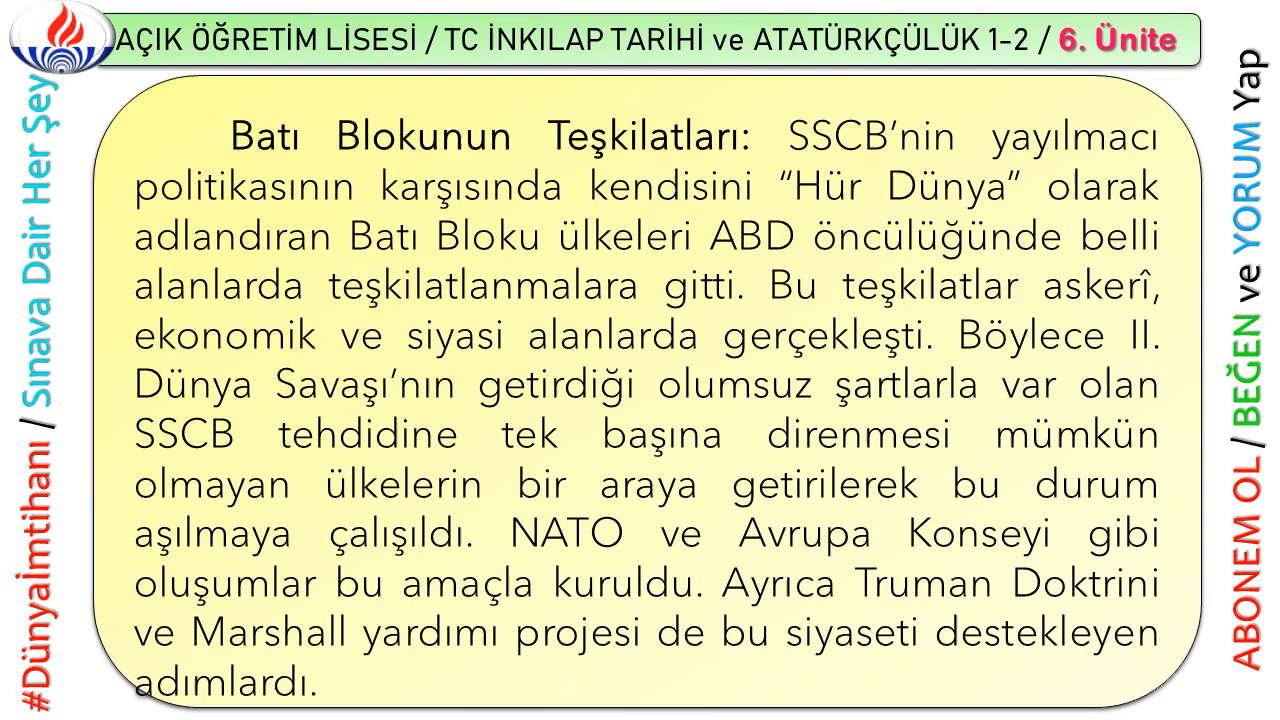 AÇIK ÖĞRETİM LİSESİ / TC İNKILAP TARİHİ ve ATATÜRKÇÜLÜK 1-2 / 6. Ünite
#Dünyaimtihanı / Sınava Dair Her Şey
Batı Blokunun Teşkilatları: SSCB’nin yayılmacı
politikasının karşısında kendisini “Hür Dünya” olarak
adlandıran Batı Bloku ülkeleri ABD öncülüğünde belli
alanlarda teşkilatlanmalara gitti. Bu teşkilatlar askerî,
ekonomik ve siyasi alanlarda gerçekleşti. Böylece II.
Dünya Savaşı’nın getirdiği olumsuz şartlarla var olan
SSCB tehdidine tek başına direnmesi mümkün
olmayan ülkelerin bir araya getirilerek bu durum
aşılmaya çalışıldı. NATO ve Avrupa Konseyi gibi
oluşumlar bu amaçla kuruldu. Ayrıca Truman Doktrini
ve Marshall yardımı projesi de bu siyaseti destekleyen
adımlardı.
ABONEM OL / BEĞEN ve YORUM Yap